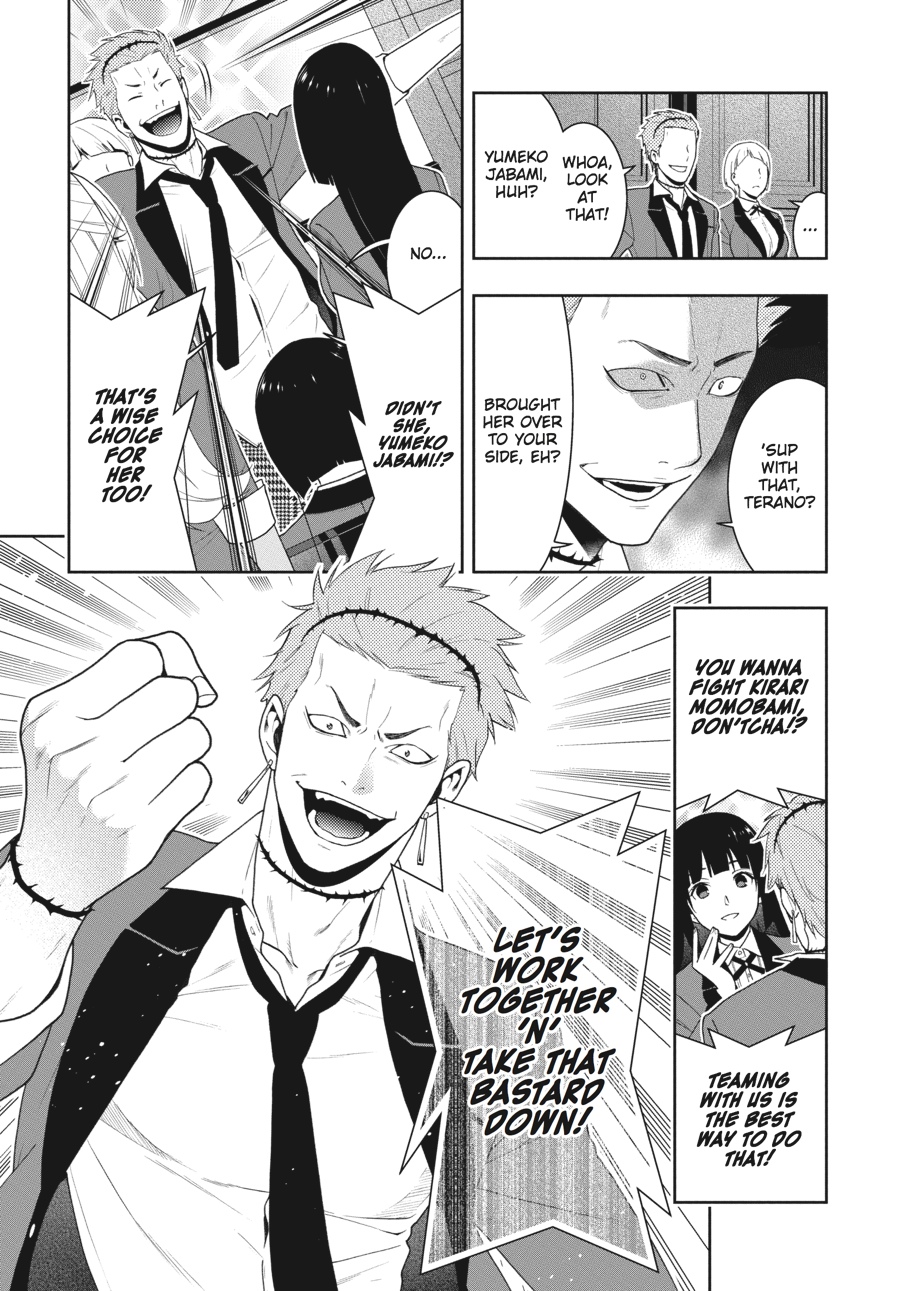 WHOA,
LOOK
AT
THAT!
YUMEKO
JABAMI,
HUH?
...
'SUP
WITH
THAT,
TERANO?
BROUGHT
HER OVER
TO YOUR
SIDE, EH?
NO...
DIDN'T
SHE,
YUMEKO
JABAMI!?
THAT'S
A WISE
CHOICE
FOR
HER
TOO!
YOU WANNA
FIGHT KIRARI
MOMOBAMI,
DON'TCHA!?
TEAMING
WITH US IS
THE BEST
WAY TO DO
THAT!
LET'S
WORK
TOGETHER
'N'
TAKE THAT
BASTARD
DOWN!